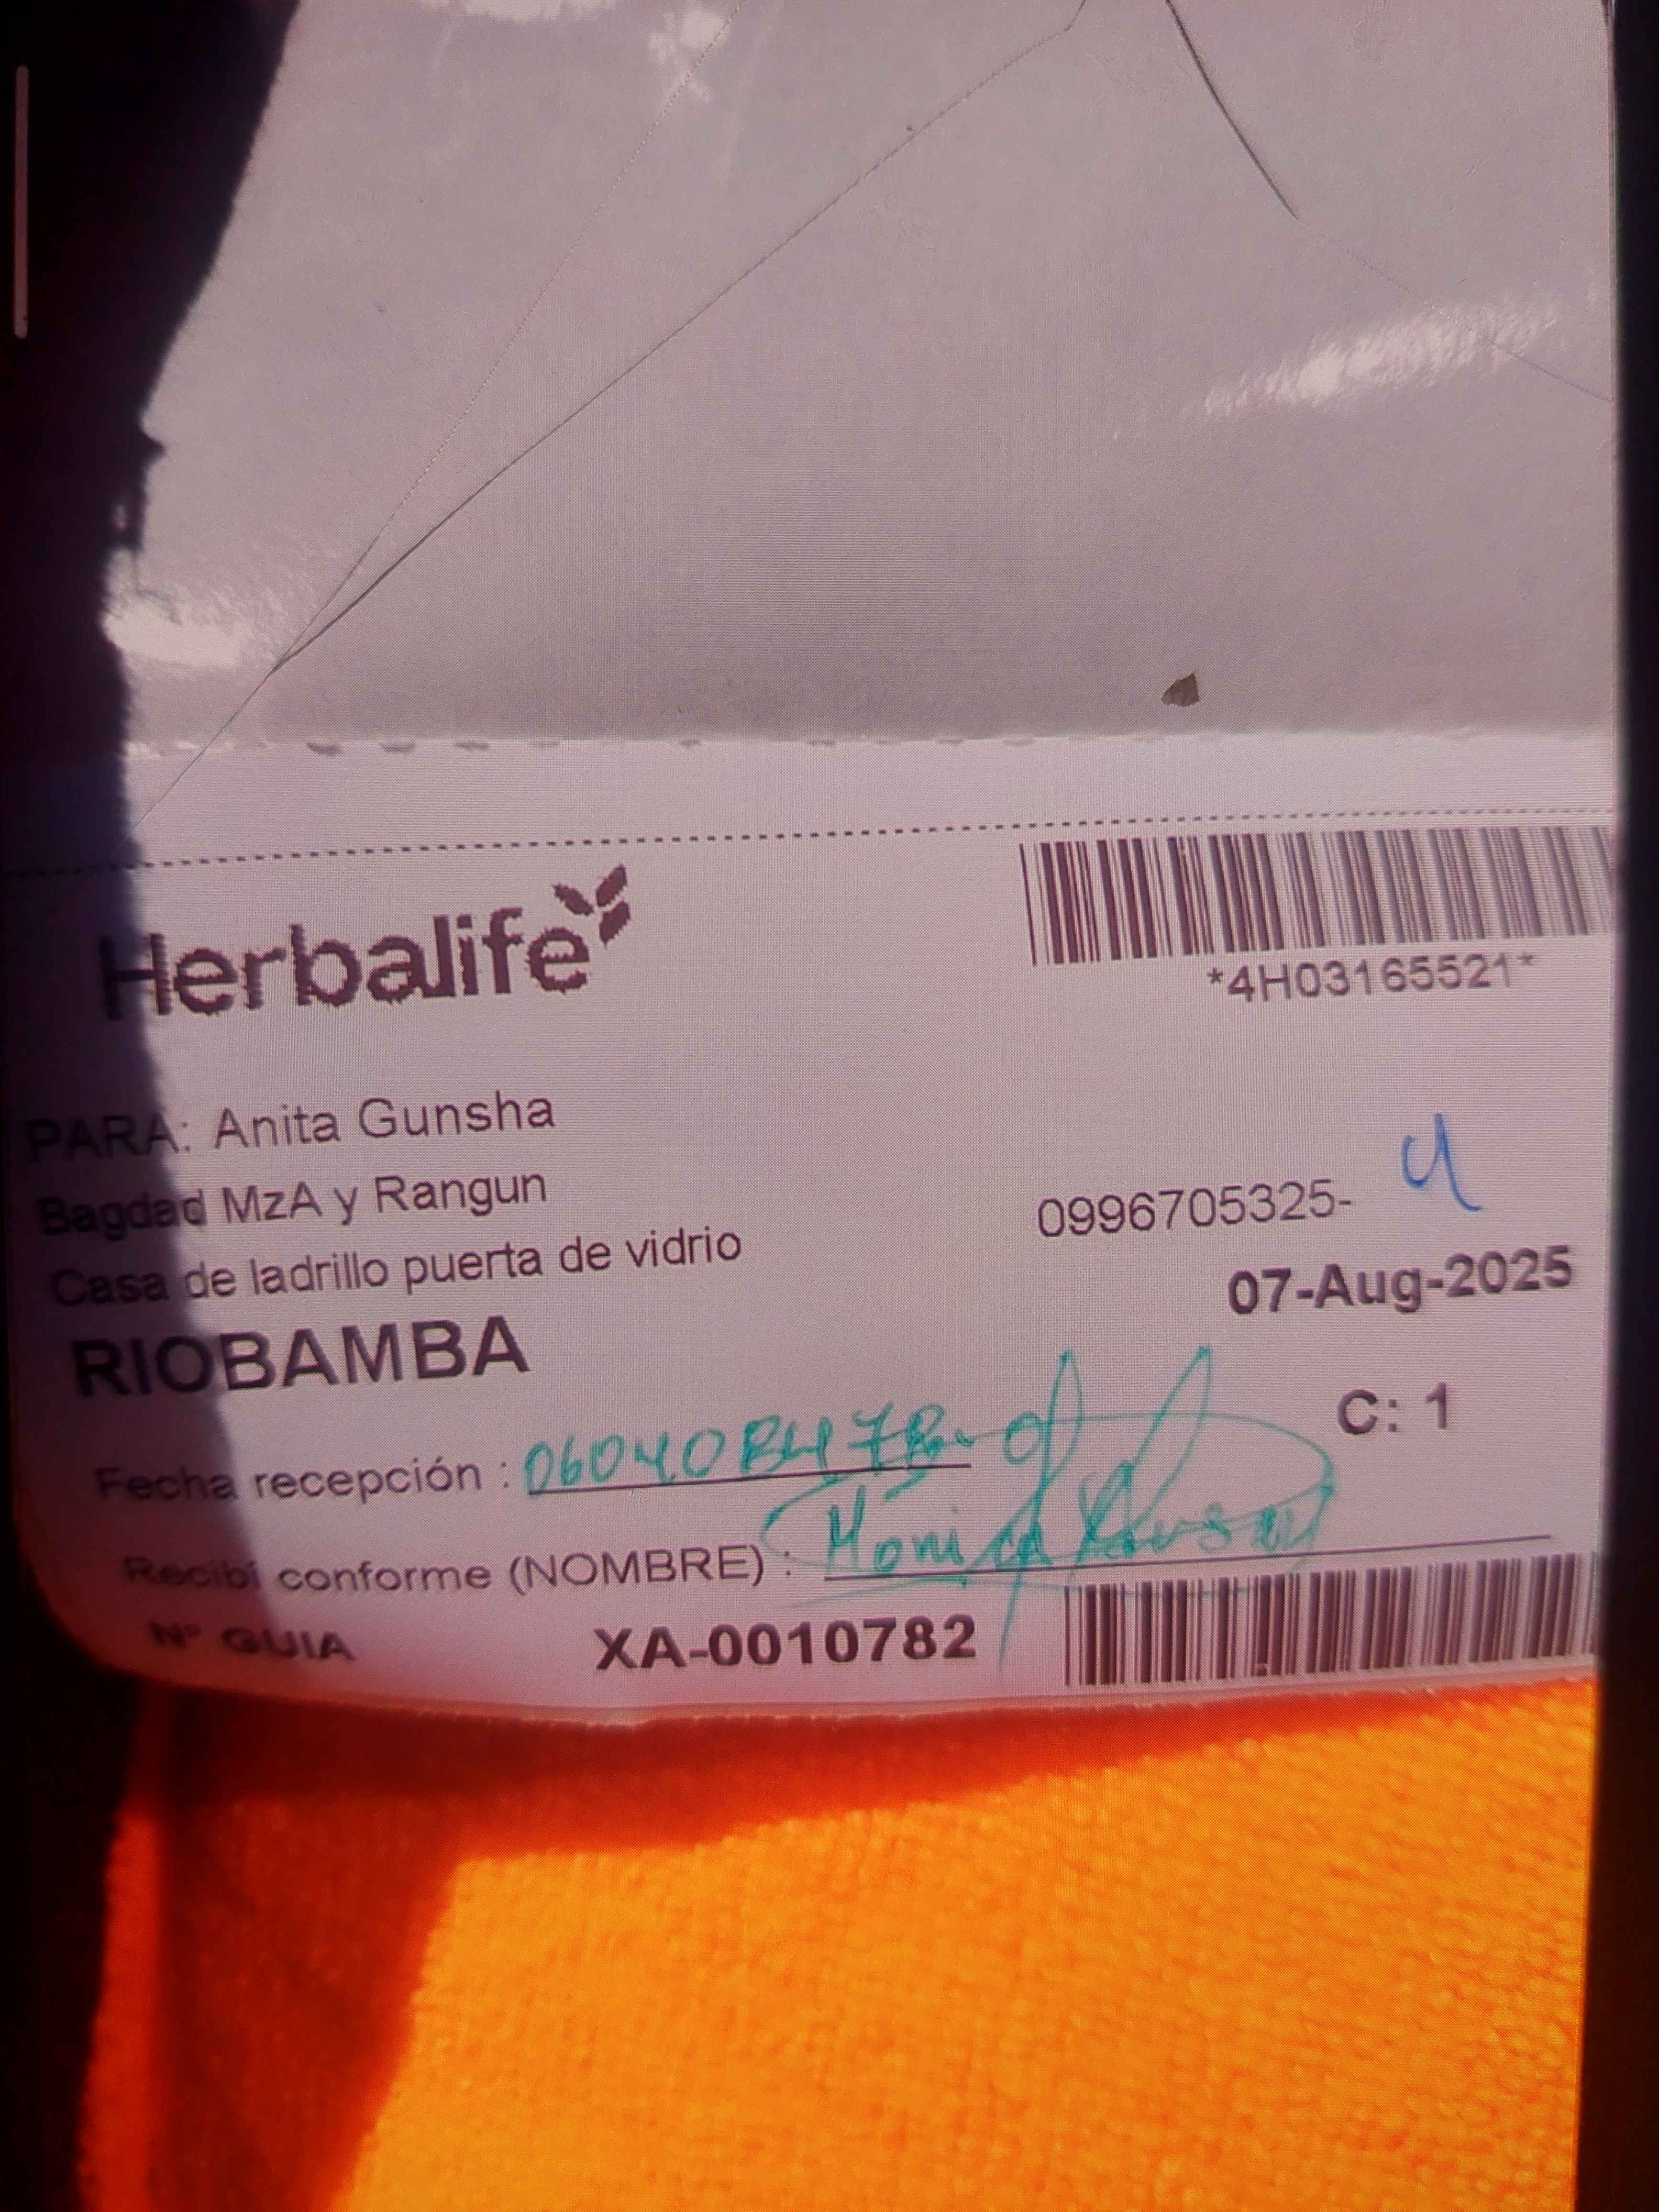 Herbalife
*4H03165521*
PARA: Anita Gunsha
Bagdad MzA y Rangun
0996705325-
Casa de ladrillo puerta de vidrio
07-Aug-2025
RIOBAMBA
C: 1
Fecha recepción :
Recibí conforme (NOMBRE) : Monica
N° GUIA XA-0010782